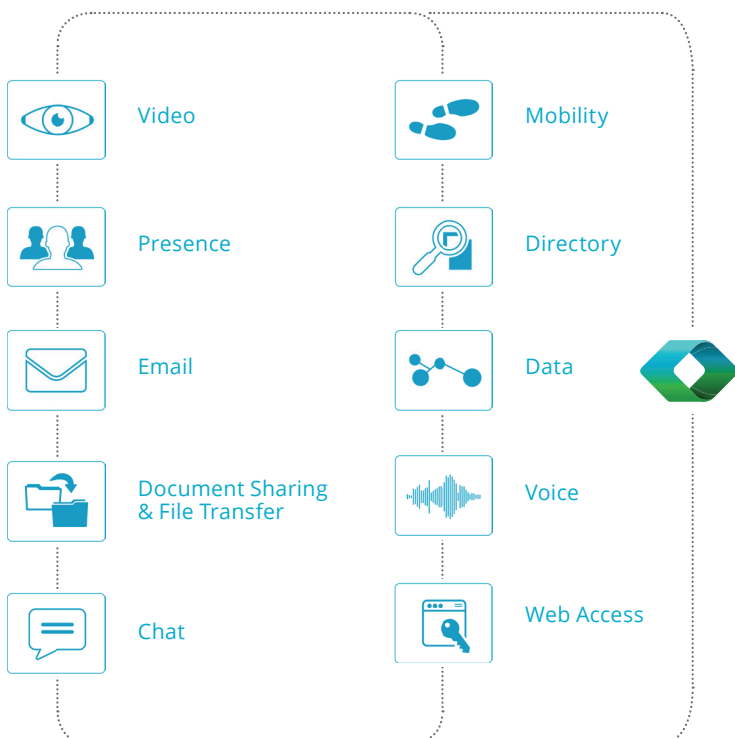 Video
Presence
Email
Document Sharing
& File Transfer
Chat
Mobility
Directory
Data
Voice
Web Access